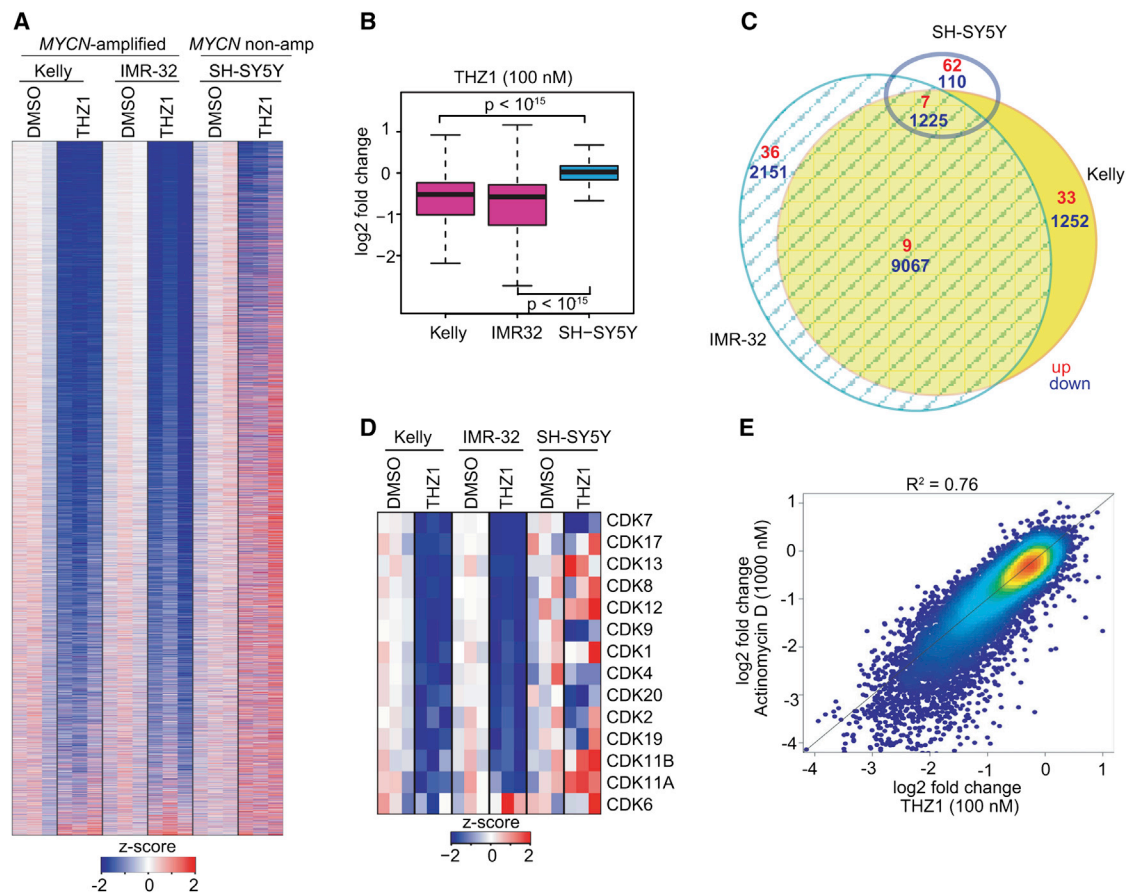 A
MYCN-amplified
MYCN non-amp
Kelly
IMR-32
SH-SY5Y
DMSO
THZ1
DMSO
THZ1
DMSO
THZ1
z-score
-2
0
2
B
THZ1 (100 nM)
p < 10^15
log2 fold change
1
0
−1
−2
p < 10^15
Kelly
IMR32
SH−SY5Y
C
SH-SY5Y
62
110
7
1225
36
2151
Kelly
33
1252
9
9067
IMR-32
up
down
D
Kelly
IMR-32
SH-SY5Y
DMSO
THZ1
DMSO
THZ1
DMSO
THZ1
CDK7
CDK17
CDK13
CDK8
CDK12
CDK9
CDK1
CDK4
CDK20
CDK2
CDK19
CDK11B
CDK11A
CDK6
z-score
−2
0
2
E
R² = 0.76
log2 fold change
Actinomycin D (1000 nM)
1
0
-1
-2
-3
-4
-4
-3
-2
-1
0
1
log2 fold change
THZ1 (100 nM)